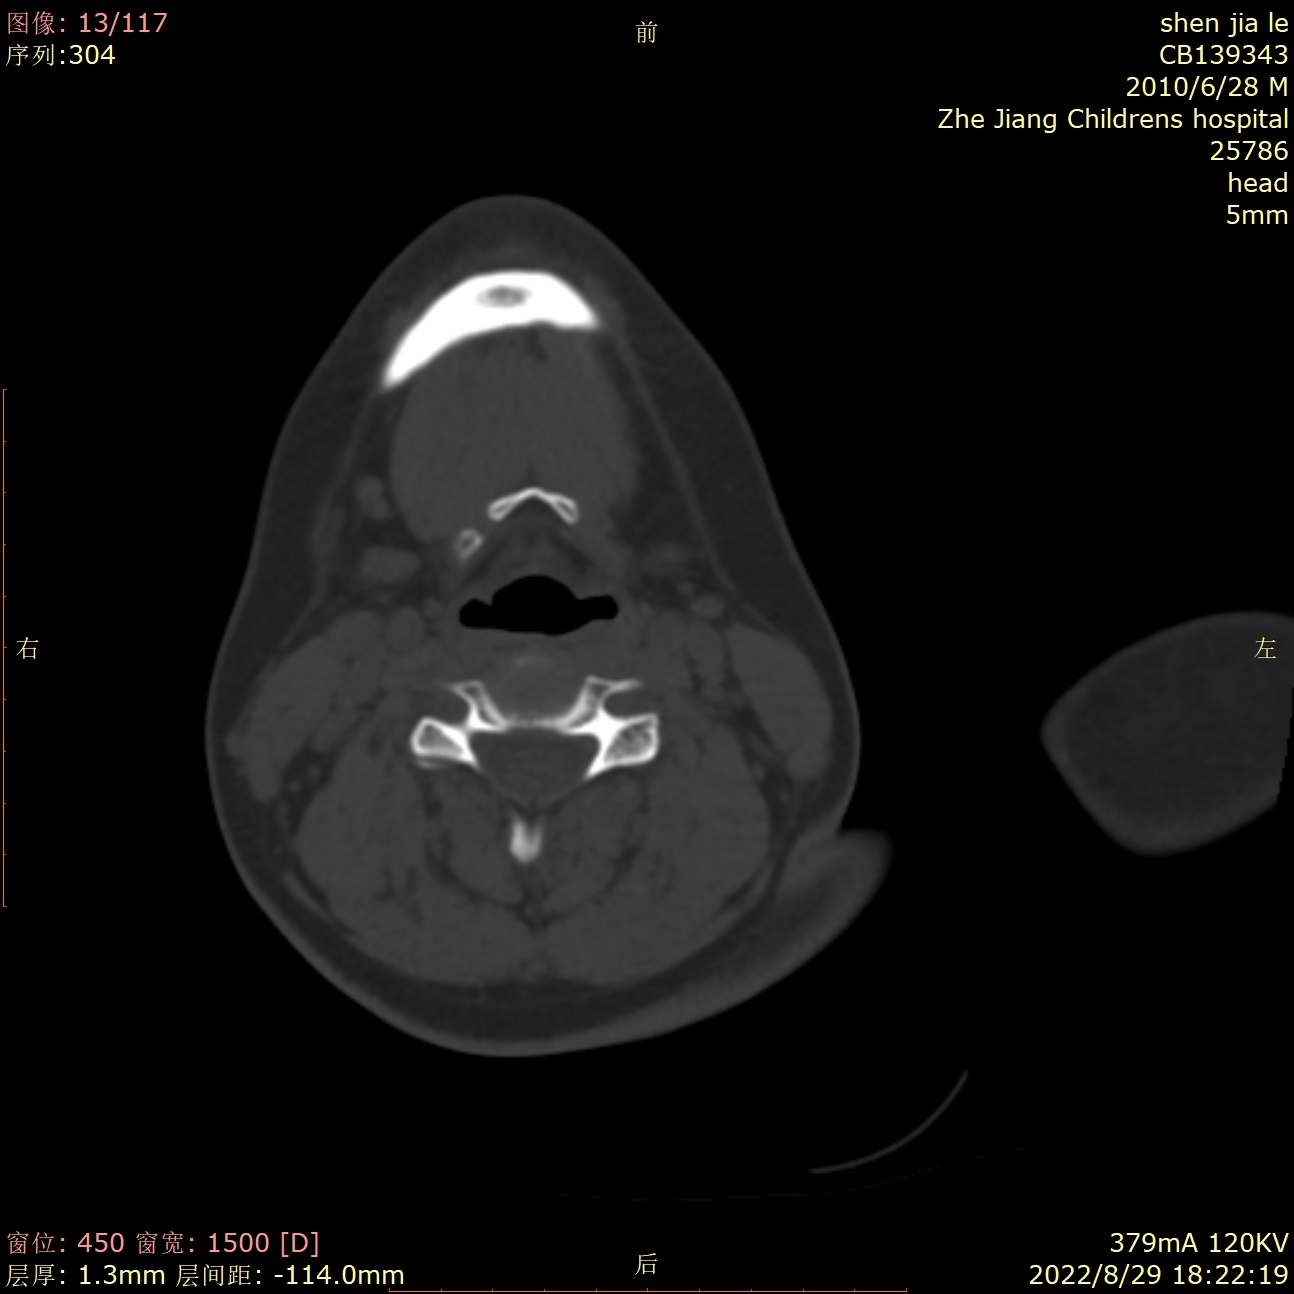 图像: 13/117
序列:304
前
shen jia le
CB139343
2010/6/28 M
Zhe Jiang Childrens hospital
25786
head
5mm
右
左
窗位: 450 窗宽: 1500 [D]
层厚: 1.3mm 层间距: -114.0mm
后
379mA 120KV
2022/8/29 18:22:19